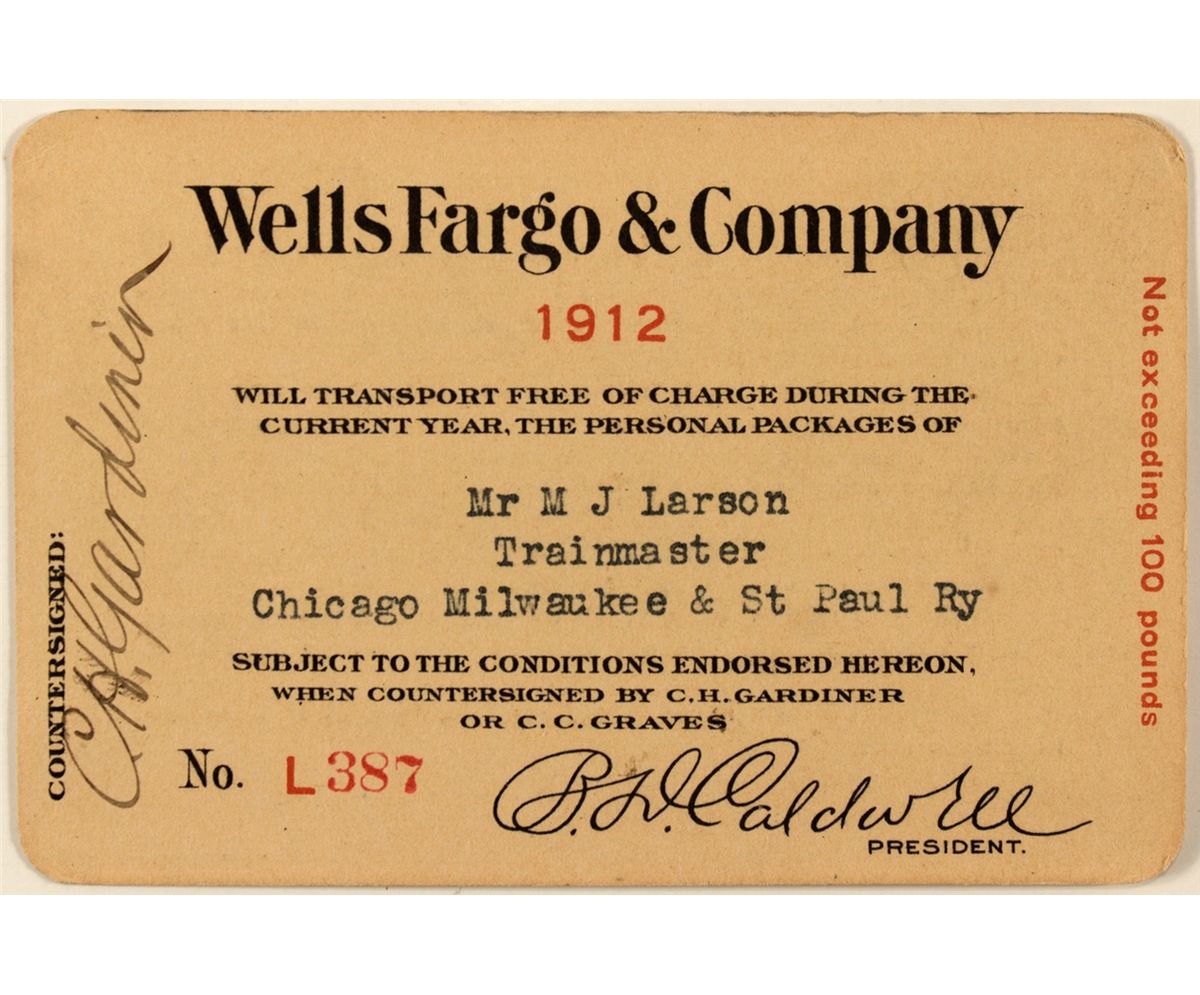 Wells Fargo & Company
1912
WILL TRANSPORT FREE OF CHARGE DURING THE
CURRENT YEAR, THE PERSONAL PACKAGES OF
Mr M J Larson
Trainmaster
Chicago Milwaukee & St Paul Ry
SUBJECT TO THE CONDITIONS ENDORSED HEREON,
WHEN COUNTERSIGNED BY C.H. GARDINER
OR C. C. GRAVES
No. L387
B.D. Caldwell
PRESIDENT.
COUNTERSIGNED:
C.H. Gardiner
Not exceeding 100 pounds